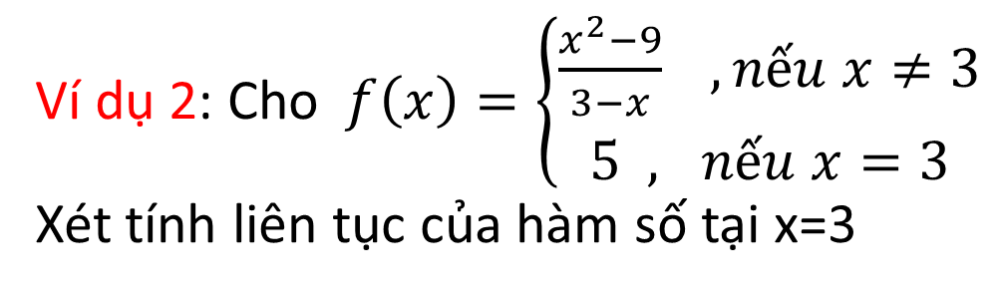 Ví dụ 2: Cho f(x) = { (x² − 9)/(3 − x) , nếu x ≠ 3
5 , nếu x = 3
Xét tính liên tục của hàm số tại x=3